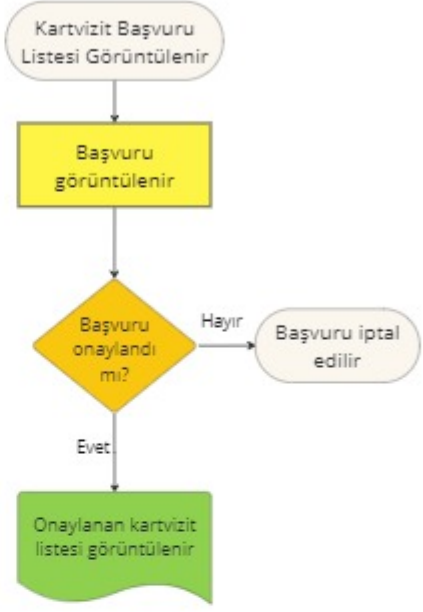 Kartvizit Başvuru
Listesi Görüntülenir
Başvuru
görüntülenir
Başvuru
onaylandı
mı?
Hayır
Başvuru iptal
edilir
Evet
Onaylanan kartvizit
listesi görüntülenir